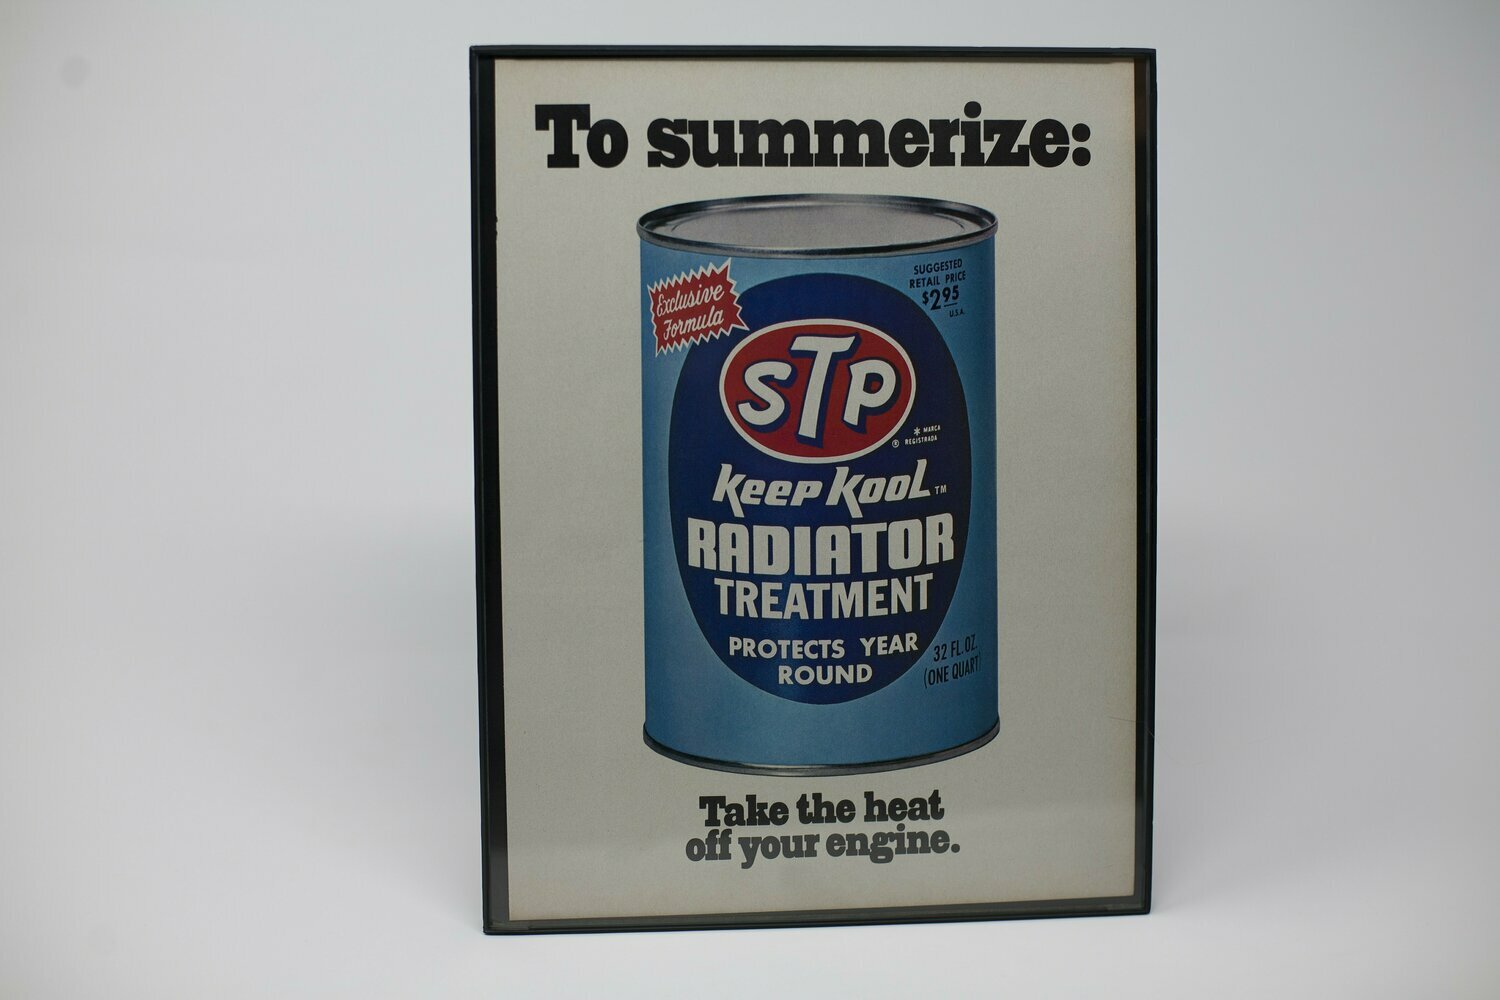 To summerize:
Exclusive
Formula
SUGGESTED
RETAIL PRICE
$2.95
U.S.A.
STP
® * MARCA
REGISTRADA
Keep Kool ™
RADIATOR
TREATMENT
PROTECTS YEAR
ROUND
32 FL. OZ.
(ONE QUART)
Take the heat
off your engine.